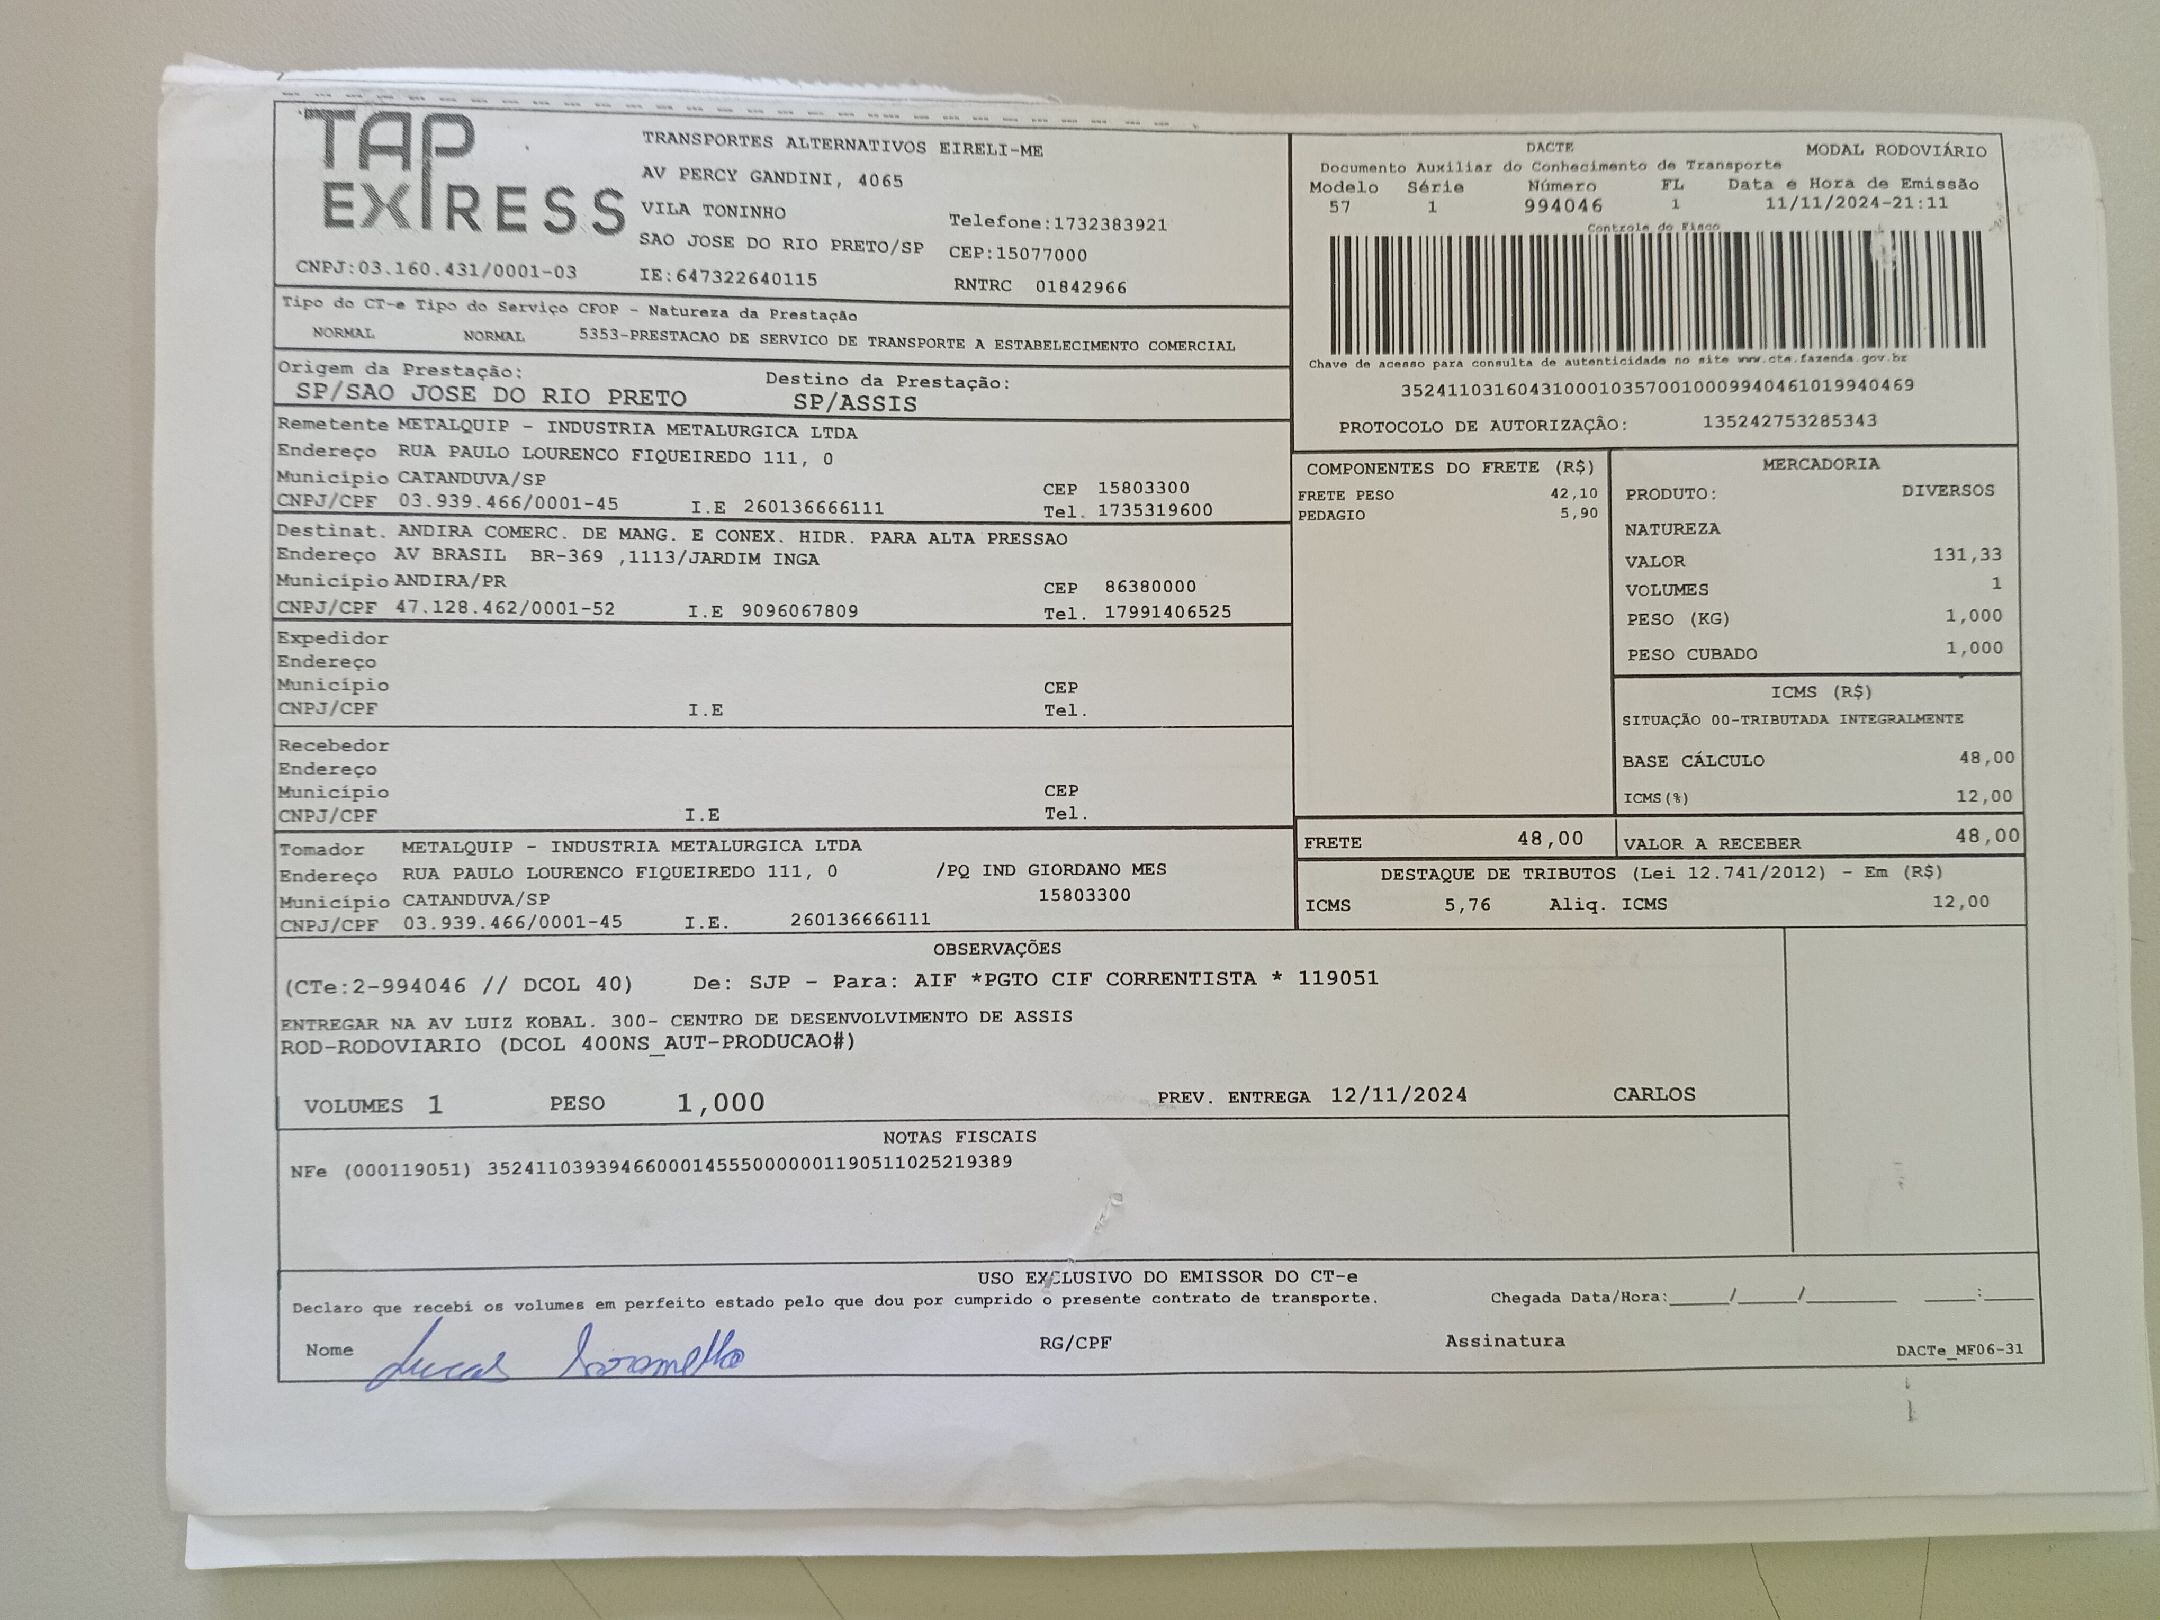 TAP EXPRESS
TRANSPORTES ALTERNATIVOS EIRELI-ME
AV PERCY GANDINI, 4065
VILA TONINHO
Telefone:1732383921
SAO JOSE DO RIO PRETO/SP CEP:15077000
CNPJ:03.160.431/0001-03 IE:647322640115 RNTRC 01842966
DACTE MODAL RODOVIÁRIO
Documento Auxiliar do Conhecimento de Transporte
Modelo Série Número FL Data e Hora de Emissão
57 1 994046 1 11/11/2024-21:11
Controle do Fisco
Chave de acesso para consulta de autenticidade no site www.cte.fazenda.gov.br
35241103160431000103570010009940461019940469
PROTOCOLO DE AUTORIZAÇÃO: 135242753285343
Tipo do CT-e Tipo do Serviço CFOP - Natureza da Prestação
NORMAL NORMAL 5353-PRESTACAO DE SERVICO DE TRANSPORTE A ESTABELECIMENTO COMERCIAL
Origem da Prestação: Destino da Prestação:
SP/SAO JOSE DO RIO PRETO SP/ASSIS
Remetente METALQUIP - INDUSTRIA METALURGICA LTDA
Endereço RUA PAULO LOURENCO FIQUEIREDO 111, 0
Município CATANDUVA/SP CEP 15803300
CNPJ/CPF 03.939.466/0001-45 I.E 260136666111 Tel. 1735319600
Destinat. ANDIRA COMERC. DE MANG. E CONEX. HIDR. PARA ALTA PRESSAO
Endereço AV BRASIL BR-369 ,1113/JARDIM INGA
Município ANDIRA/PR CEP 86380000
CNPJ/CPF 47.128.462/0001-52 I.E 9096067809 Tel. 17991406525
Expedidor
Endereço
Município CEP
CNPJ/CPF I.E Tel.
Recebedor
Endereço
Município CEP
CNPJ/CPF I.E Tel.
Tomador METALQUIP - INDUSTRIA METALURGICA LTDA
Endereço RUA PAULO LOURENCO FIQUEIREDO 111, 0 /PQ IND GIORDANO MES
Município CATANDUVA/SP 15803300
CNPJ/CPF 03.939.466/0001-45 I.E. 260136666111
COMPONENTES DO FRETE (R$)
FRETE PESO 42,10
PEDAGIO 5,90
MERCADORIA
PRODUTO: DIVERSOS
NATUREZA
VALOR 131,33
VOLUMES 1
PESO (KG) 1,000
PESO CUBADO 1,000
ICMS (R$)
SITUAÇÃO 00-TRIBUTADA INTEGRALMENTE
BASE CÁLCULO 48,00
ICMS(%) 12,00
FRETE 48,00 VALOR A RECEBER 48,00
DESTAQUE DE TRIBUTOS (Lei 12.741/2012) - Em (R$)
ICMS 5,76 Aliq. ICMS 12,00
OBSERVAÇÕES
(CTe:2-994046 // DCOL 40) De: SJP - Para: AIF *PGTO CIF CORRENTISTA * 119051
ENTREGAR NA AV LUIZ KOBAL. 300- CENTRO DE DESENVOLVIMENTO DE ASSIS
ROD-RODOVIARIO (DCOL 400NS_AUT-PRODUCAO#)
VOLUMES 1 PESO 1,000 PREV. ENTREGA 12/11/2024 CARLOS
NOTAS FISCAIS
NFe (000119051) 35241103939466000145550000001190511025219389
USO EXCLUSIVO DO EMISSOR DO CT-e
Declaro que recebi os volumes em perfeito estado pelo que dou por cumprido o presente contrato de transporte. Chegada Data/Hora:____/____/______ ____:____
Nome Lucas RG/CPF Assinatura
DACTe_MF06-31